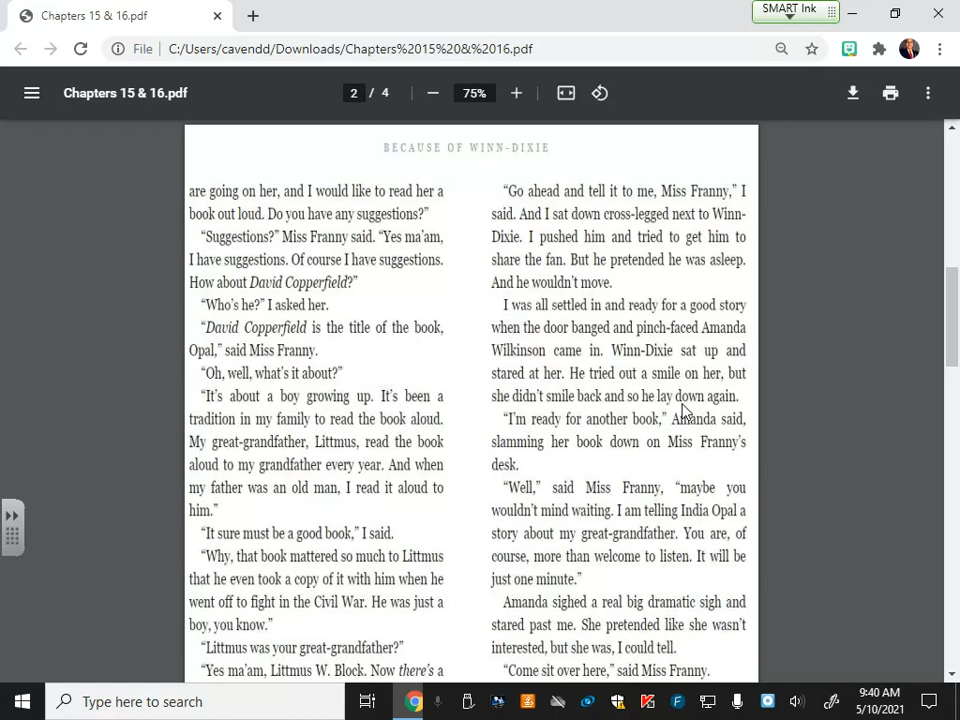 Chapters 15 & 16.pdf
SMART Ink
File
C:/Users/cavendd/Downloads/Chapters%2015%20&%2016.pdf
Chapters 15 & 16.pdf
2 / 4
75%
BECAUSE OF WINN-DIXIE
are going on her, and I would like to read her a
book out loud. Do you have any suggestions?”
“Suggestions?” Miss Franny said. “Yes ma’am,
I have suggestions. Of course I have suggestions.
How about David Copperfield?”
“Who’s he?” I asked her.
“David Copperfield is the title of the book,
Opal,” said Miss Franny.
“Oh, well, what’s it about?”
“It’s about a boy growing up. It’s been a
tradition in my family to read the book aloud.
My great-grandfather, Littmus, read the book
aloud to my grandfather every year. And when
my father was an old man, I read it aloud to
him.”
“It sure must be a good book,” I said.
“Why, that book mattered so much to Littmus
that he even took a copy of it with him when he
went off to fight in the Civil War. He was just a
boy, you know.”
“Littmus was your great-grandfather?”
“Yes ma’am, Littmus W. Block. Now there’s a
“Go ahead and tell it to me, Miss Franny,” I
said. And I sat down cross-legged next to Winn-
Dixie. I pushed him and tried to get him to
share the fan. But he pretended he was asleep.
And he wouldn’t move.
I was all settled in and ready for a good story
when the door banged and pinch-faced Amanda
Wilkinson came in. Winn-Dixie sat up and
stared at her. He tried out a smile on her, but
she didn’t smile back and so he lay down again.
“I’m ready for another book,” Amanda said,
slamming her book down on Miss Franny’s
desk.
“Well,” said Miss Franny, “maybe you
wouldn’t mind waiting. I am telling India Opal a
story about my great-grandfather. You are, of
course, more than welcome to listen. It will be
just one minute.”
Amanda sighed a real big dramatic sigh and
stared past me. She pretended like she wasn’t
interested, but she was, I could tell.
“Come sit over here,” said Miss Franny.
Type here to search
9:40 AM
5/10/2021